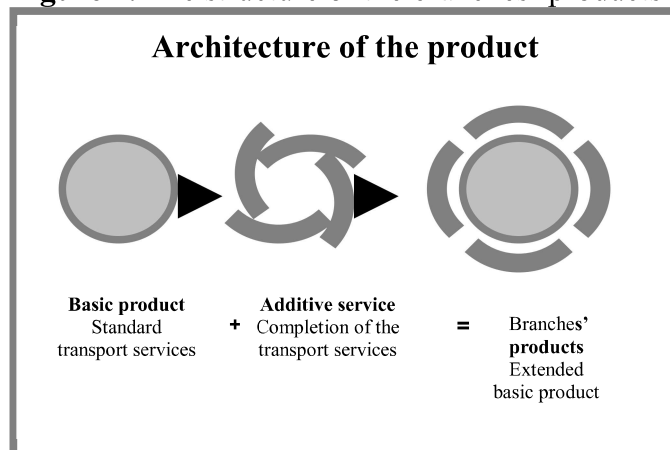 Architecture of the product
Basic product
Standard
transport services
+
Additive service
Completion of the
transport services
=
Branches'
products
Extended
basic product